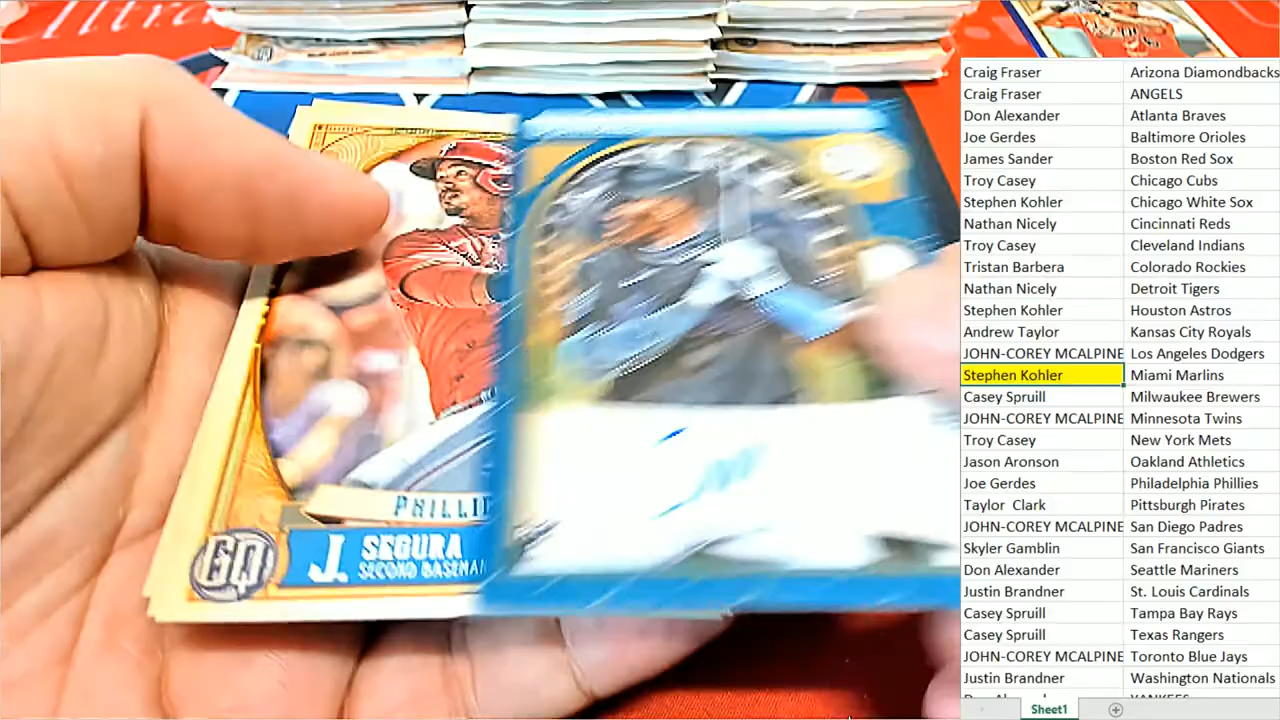 Craig Fraser Arizona Diamondbacks
Craig Fraser ANGELS
Don Alexander Atlanta Braves
Joe Gerdes Baltimore Orioles
James Sander Boston Red Sox
Troy Casey Chicago Cubs
Stephen Kohler Chicago White Sox
Nathan Nicely Cincinnati Reds
Troy Casey Cleveland Indians
Tristan Barbera Colorado Rockies
Nathan Nicely Detroit Tigers
Stephen Kohler Houston Astros
Andrew Taylor Kansas City Royals
JOHN-COREY MCALPINE Los Angeles Dodgers
Stephen Kohler Miami Marlins
Casey Spruill Milwaukee Brewers
JOHN-COREY MCALPINE Minnesota Twins
Troy Casey New York Mets
Jason Aronson Oakland Athletics
Joe Gerdes Philadelphia Phillies
Taylor Clark Pittsburgh Pirates
JOHN-COREY MCALPINE San Diego Padres
Skyler Gamblin San Francisco Giants
Don Alexander Seattle Mariners
Justin Brandner St. Louis Cardinals
Casey Spruill Tampa Bay Rays
Casey Spruill Texas Rangers
JOHN-COREY MCALPINE Toronto Blue Jays
Justin Brandner Washington Nationals
Don Alexander YANKEES
Sheet1
PHILLI
GQ
J. SEGURA
SECOND BASEMAN